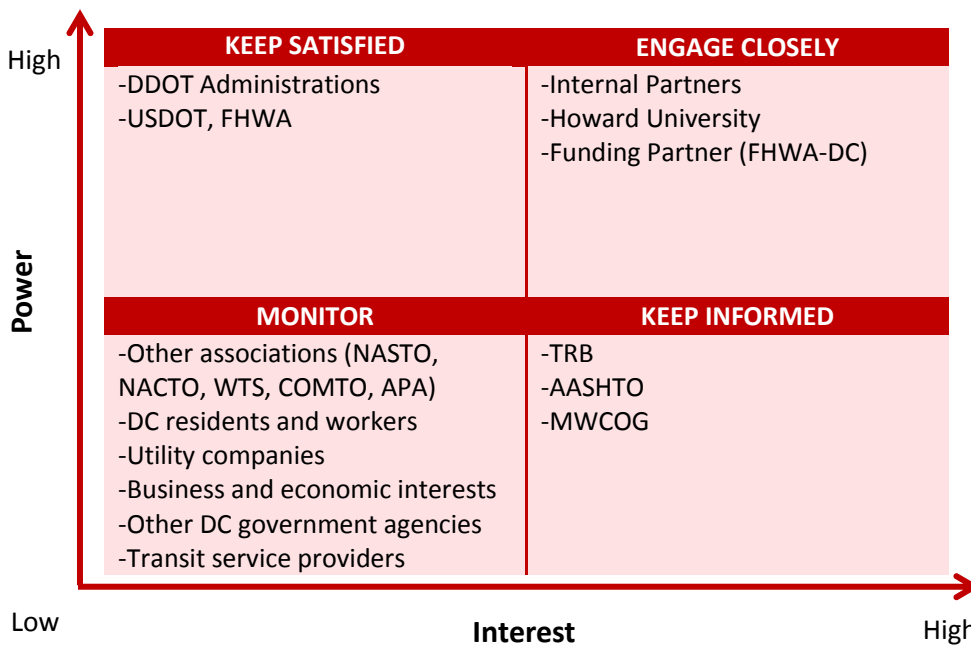 High
KEEP SATISFIED
-DDOT Administrations
-USDOT, FHWA
ENGAGE CLOSELY
-Internal Partners
-Howard University
-Funding Partner (FHWA-DC)
Power
MONITOR
-Other associations (NASTO,
NACTO, WTS, COMTO, APA)
-DC residents and workers
-Utility companies
-Business and economic interests
-Other DC government agencies
-Transit service providers
KEEP INFORMED
-TRB
-AASHTO
-MWCOG
Low
Interest
High